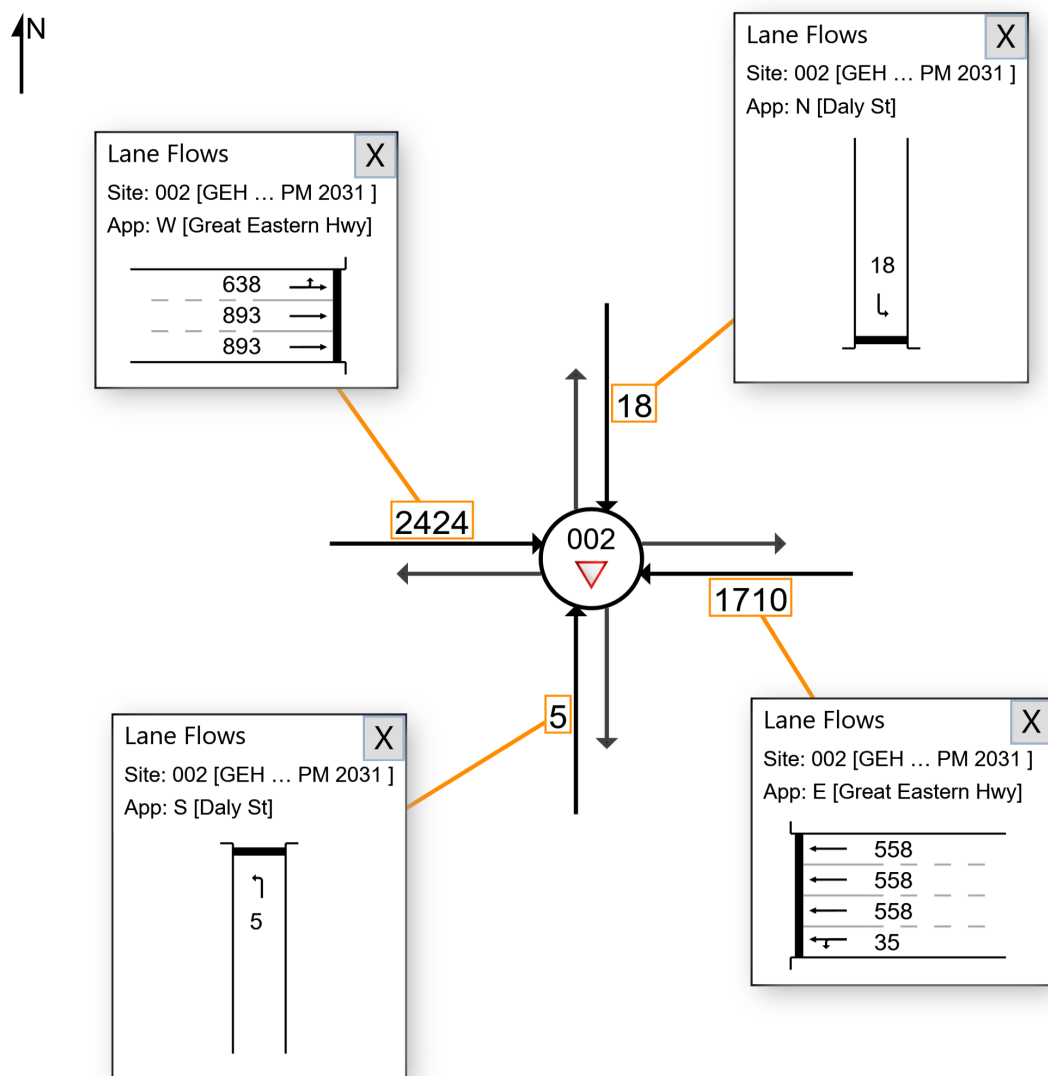 N
Lane Flows X
Site: 002 [GEH ... PM 2031 ]
App: N [Daly St]
18
Lane Flows X
Site: 002 [GEH ... PM 2031 ]
App: W [Great Eastern Hwy]
638
893
893
18
2424
002
1710
5
Lane Flows X
Site: 002 [GEH ... PM 2031 ]
App: S [Daly St]
5
Lane Flows X
Site: 002 [GEH ... PM 2031 ]
App: E [Great Eastern Hwy]
558
558
558
35